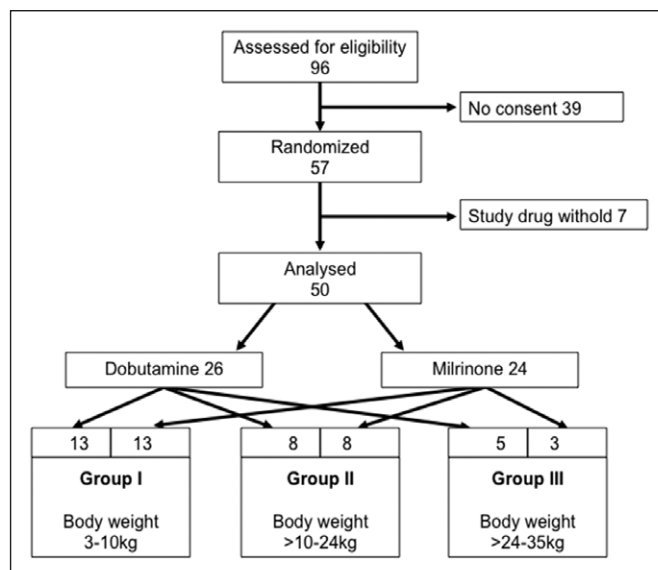 Assessed for eligibility
96
No consent 39
Randomized
57
Study drug withold 7
Analysed
50
Dobutamine 26
Milrinone 24
13 13
Group I
Body weight
3-10kg
8 8
Group II
Body weight
>10-24kg
5 3
Group III
Body weight
>24-35kg